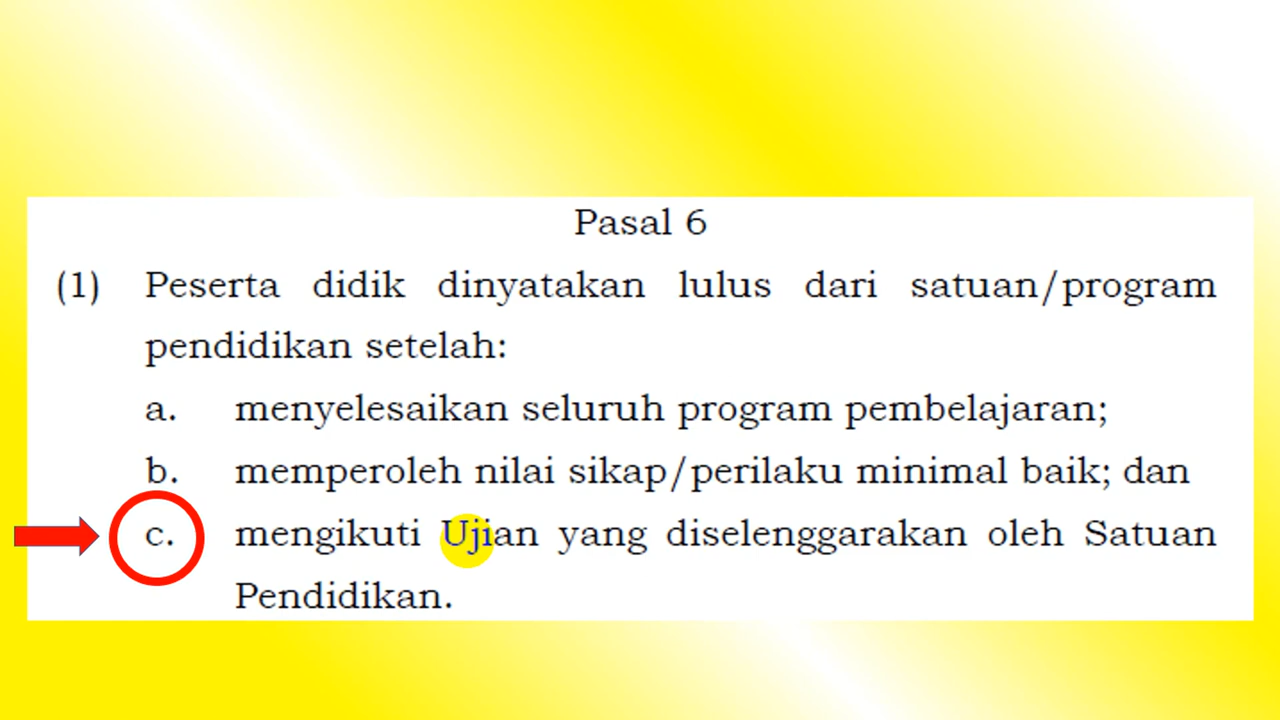 Pasal 6
(1) Peserta didik dinyatakan lulus dari satuan/program
pendidikan setelah:
a. menyelesaikan seluruh program pembelajaran;
b. memperoleh nilai sikap/perilaku minimal baik; dan
c. mengikuti Ujian yang diselenggarakan oleh Satuan
Pendidikan.